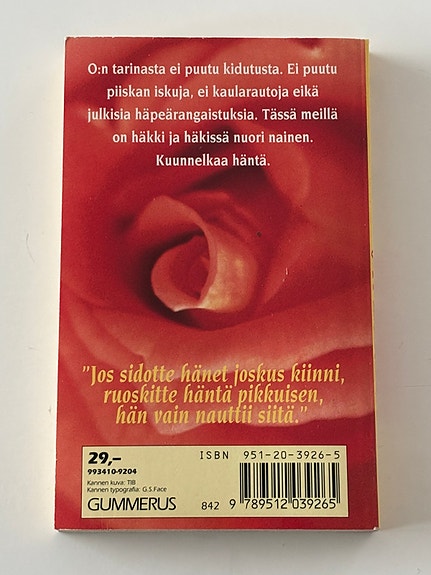 O:n tarinasta ei puutu kidutusta. Ei puutu
piiskan iskuja, ei kaularautoja eikä
julkisia häpeärangaistuksia. Tässä meillä
on häkki ja häkissä nuori nainen.
Kuunnelkaa häntä.
"Jos sidotte hänet joskus kiinni,
ruoskitte häntä pikkuisen,
hän vain nauttii siitä."
29,–
993410-9204
Kannen kuva: TIB
Kannen typografia: G.S.Face
GUMMERUS
ISBN 951-20-3926-5
842 9 789512 039265